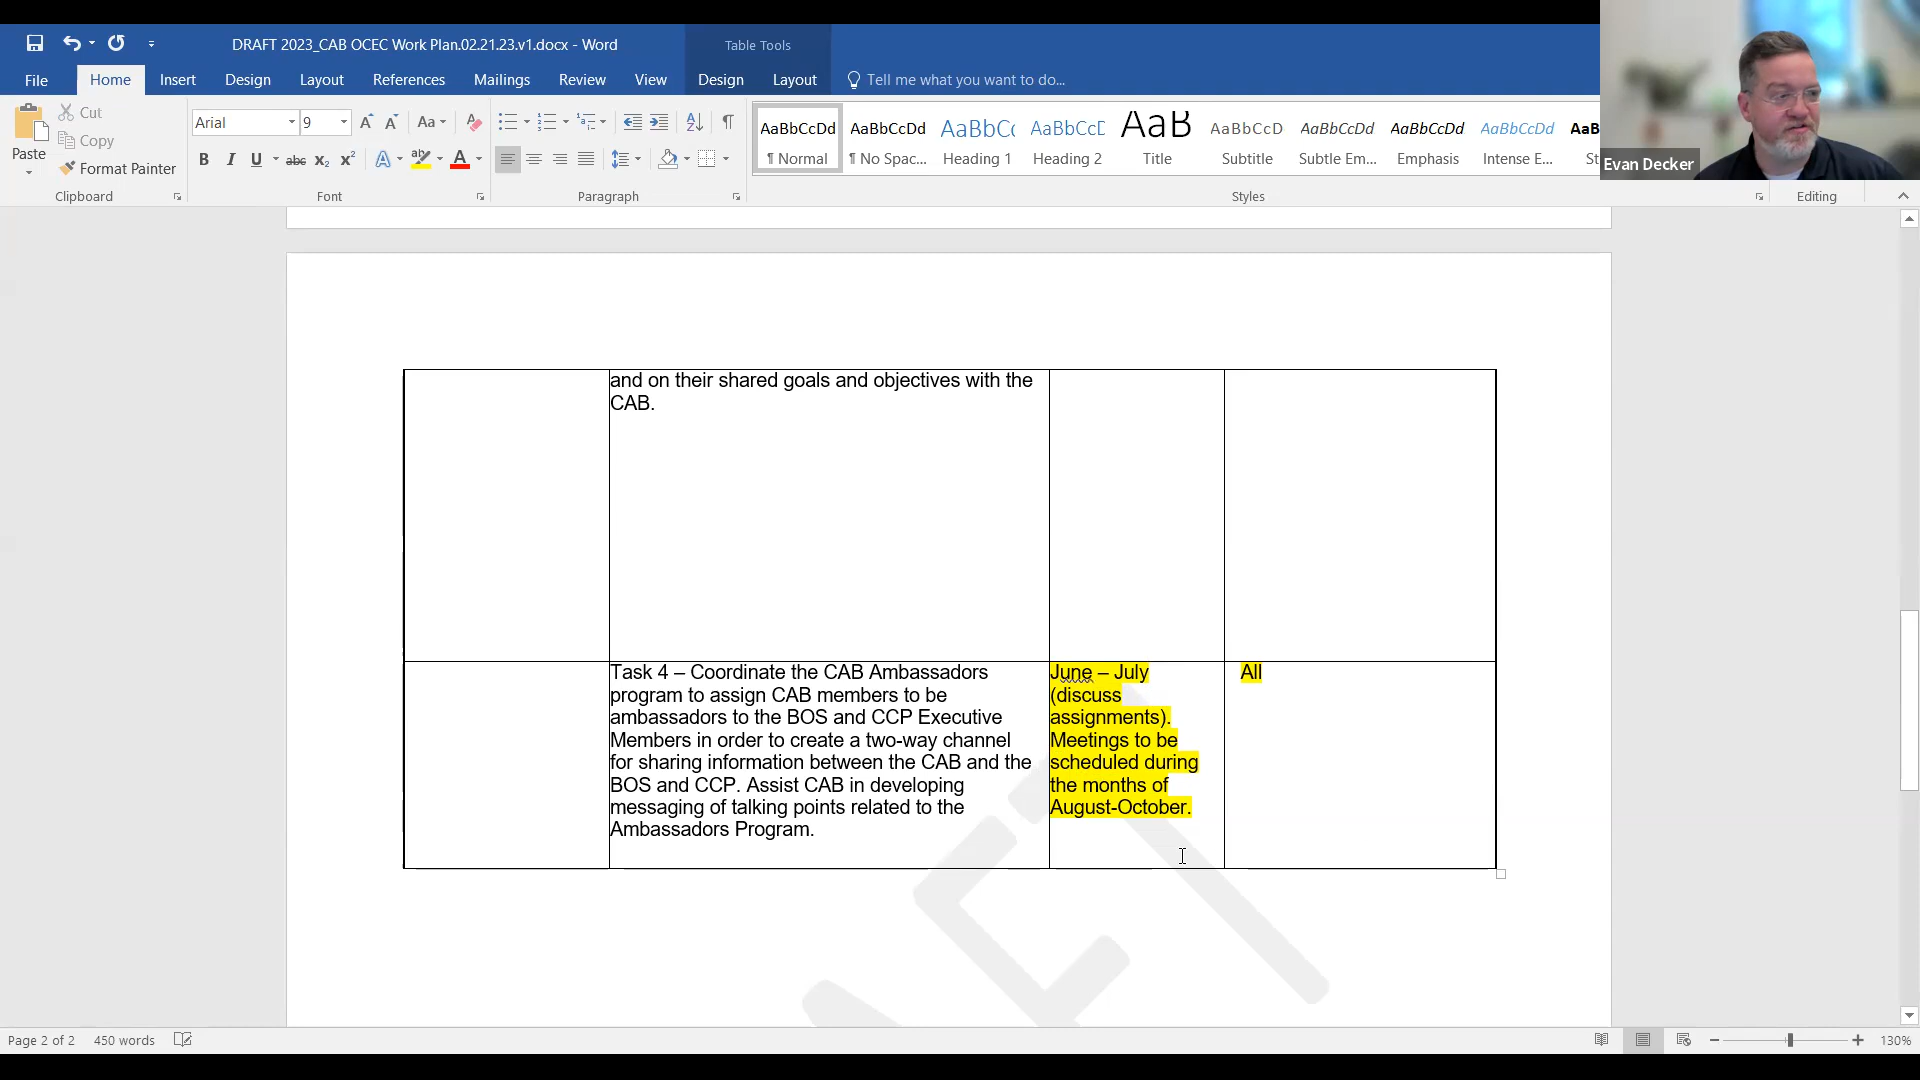 DRAFT 2023_CAB OCEC Work Plan.02.21.23.v1.docx - Word
Table Tools
File
Home
Insert
Design
Layout
References
Mailings
Review
View
Design
Layout
Tell me what you want to do...
Paste
Cut
Copy
Format Painter
Clipboard
Arial
9
Font
Paragraph
AaBbCcDd
¶ Normal
AaBbCcDd
¶ No Spac...
AaBbCc
Heading 1
AaBbCcD
Heading 2
AaB
Title
AaBbCcD
Subtitle
AaBbCcDd
Subtle Em...
AaBbCcDd
Emphasis
AaBbCcDd
Intense E...
AaBb
St
Styles
Editing
Evan Decker
and on their shared goals and objectives with the
CAB.
Task 4 – Coordinate the CAB Ambassadors
program to assign CAB members to be
ambassadors to the BOS and CCP Executive
Members in order to create a two-way channel
for sharing information between the CAB and the
BOS and CCP. Assist CAB in developing
messaging of talking points related to the
Ambassadors Program.
June – July
(discuss
assignments).
Meetings to be
scheduled during
the months of
August-October.
All
Page 2 of 2
450 words
130%